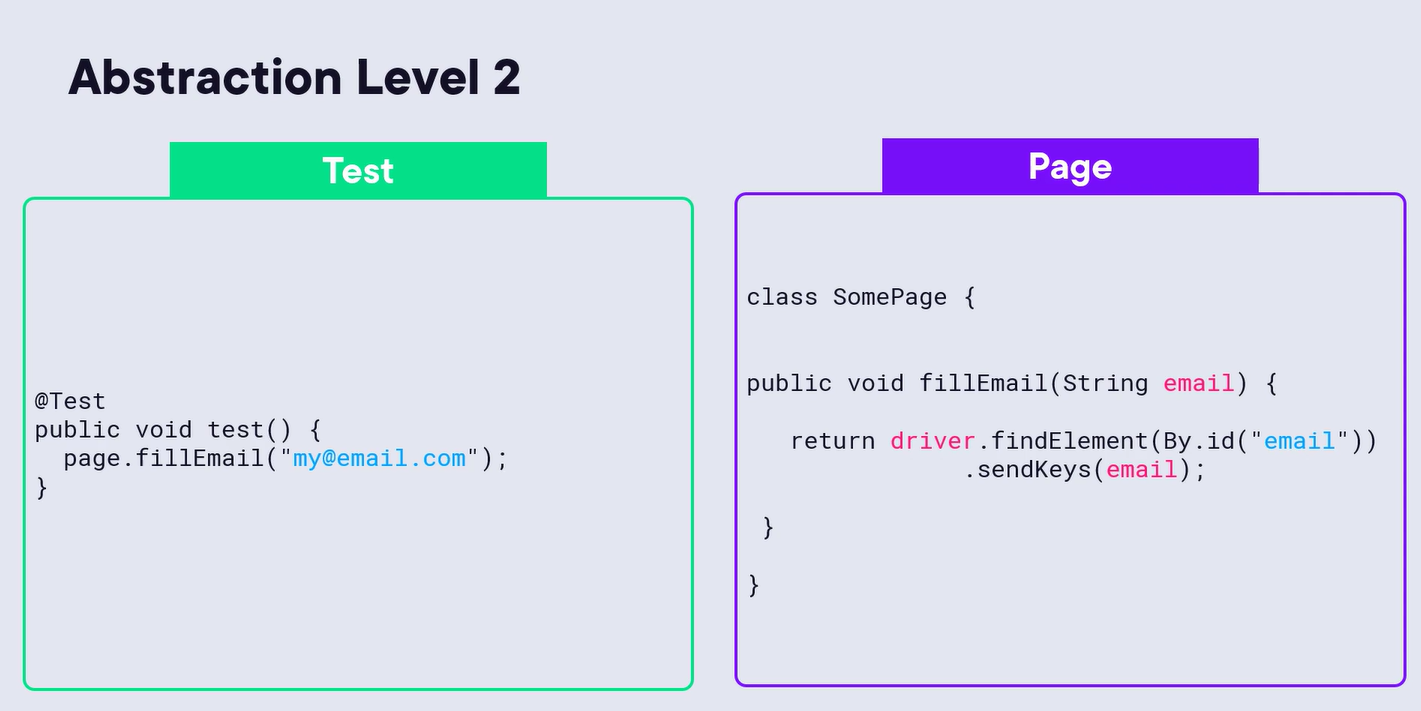 Abstraction Level 2
Test
@Test
public void test() {
  page.fillEmail("my@email.com");
}
Page
class SomePage {
public void fillEmail(String email) {
   return driver.findElement(By.id("email"))
            .sendKeys(email);
 }
}